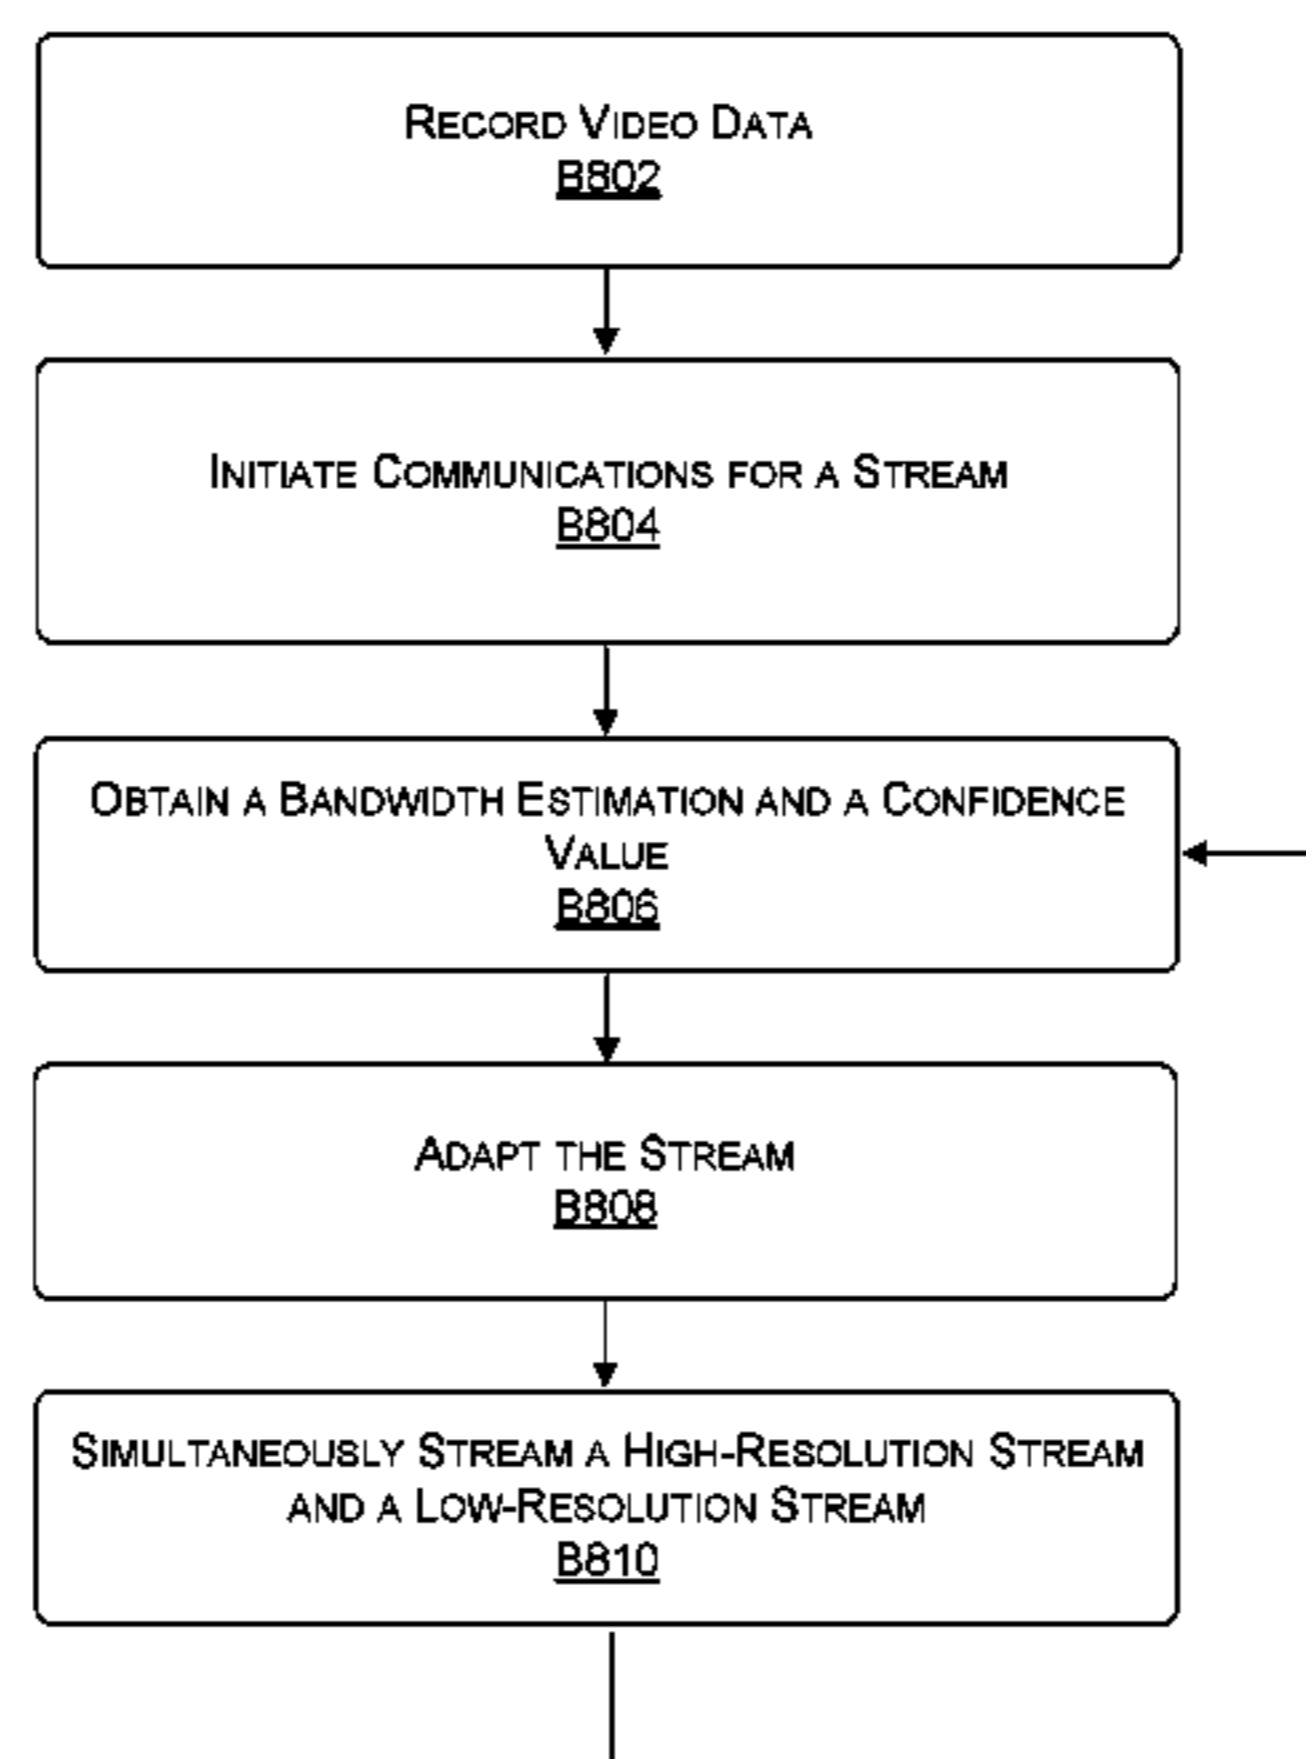 RECORD VIDEO DATA
B802
INITIATE COMMUNICATIONS FOR A STREAM
B804
OBTAIN A BANDWIDTH ESTIMATION AND A CONFIDENCE
VALUE
B806
ADAPT THE STREAM
B808
SIMULTANEOUSLY STREAM A HIGH-RESOLUTION STREAM
AND A LOW-RESOLUTION STREAM
B810